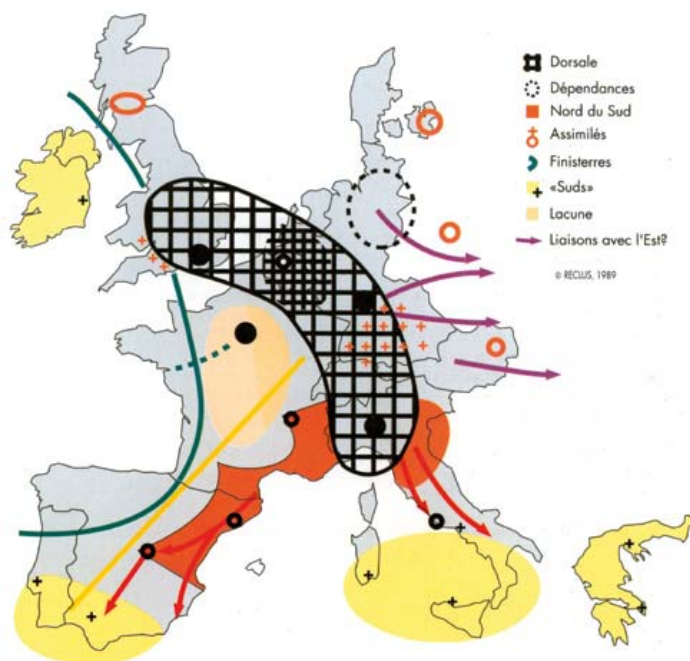 Dorsale
Dépendances
Nord du Sud
Assimilés
Finisterres
«Suds»
Lacune
Liaisons avec l'Est?
© RECLUS, 1989